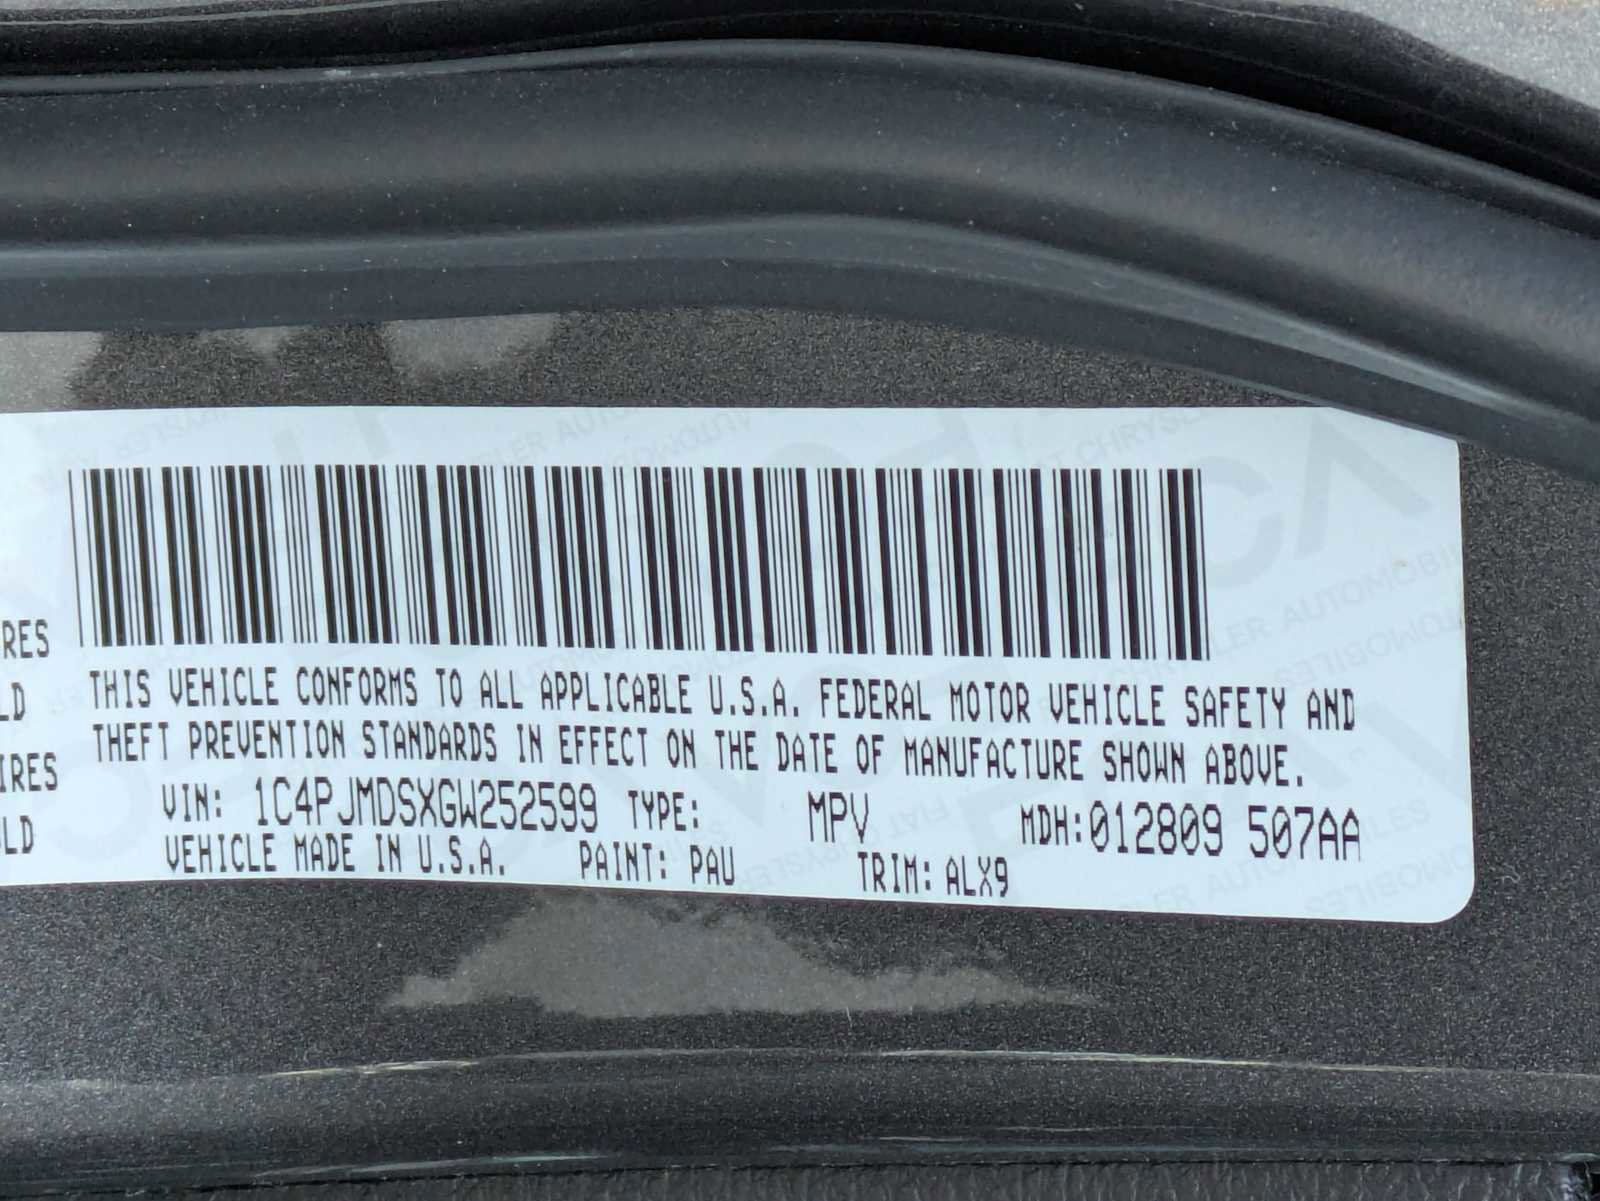 RES
LD
IRES
LD
THIS VEHICLE CONFORMS TO ALL APPLICABLE U.S.A. FEDERAL MOTOR VEHICLE SAFETY AND
THEFT PREVENTION STANDARDS IN EFFECT ON THE DATE OF MANUFACTURE SHOWN ABOVE.
VIN: 1C4PJMDSXGW252599 TYPE: MPV MDH:012809 507AA
VEHICLE MADE IN U.S.A. PAINT: PAU TRIM: ALX9